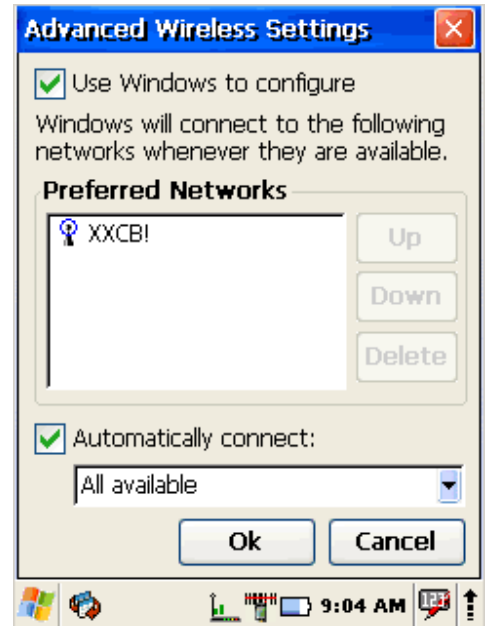 Advanced Wireless Settings
Use Windows to configure
Windows will connect to the following
networks whenever they are available.
Preferred Networks
XXCB!
Up
Down
Delete
Automatically connect:
All available
Ok Cancel
9:04 AM 123